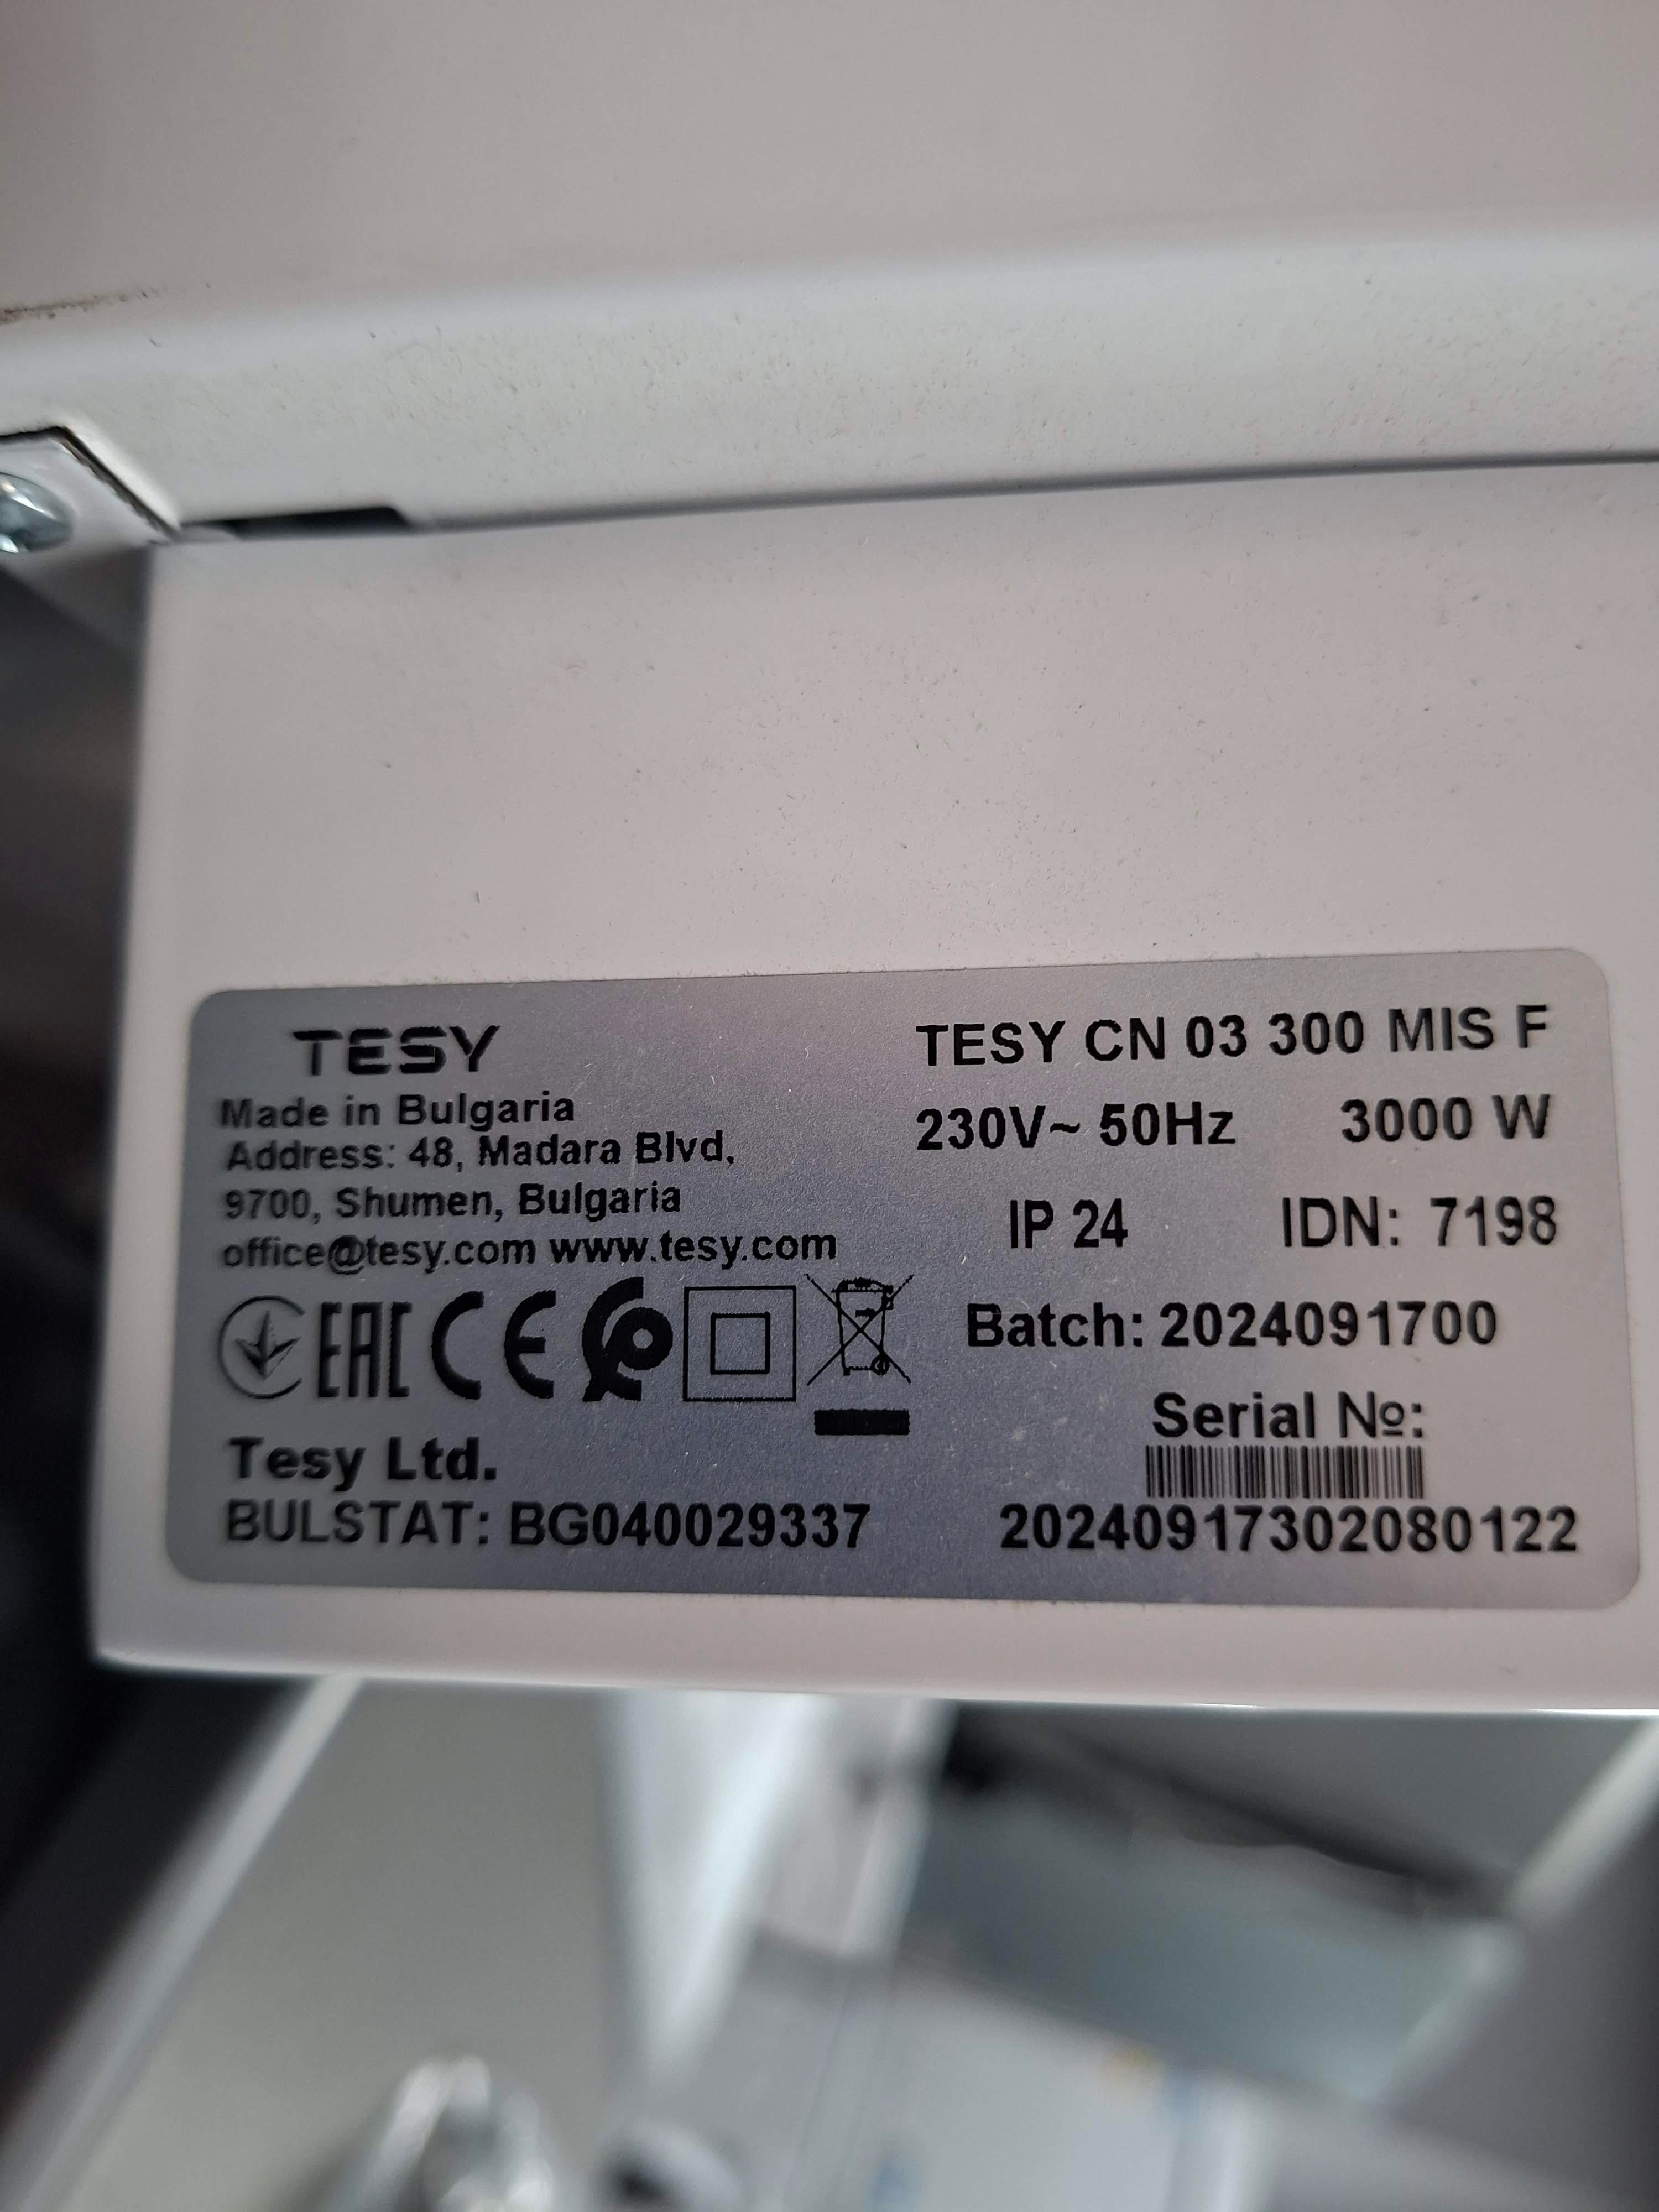 TESY
Made in Bulgaria
Address: 48, Madara Blvd,
9700, Shumen, Bulgaria
office@tesy.com www.tesy.com
EAC CE
Tesy Ltd.
BULSTAT: BG040029337
TESY CN 03 300 MIS F
230V~ 50Hz 3000 W
IP 24 IDN: 7198
Batch: 2024091700
Serial №:
20240917302080122